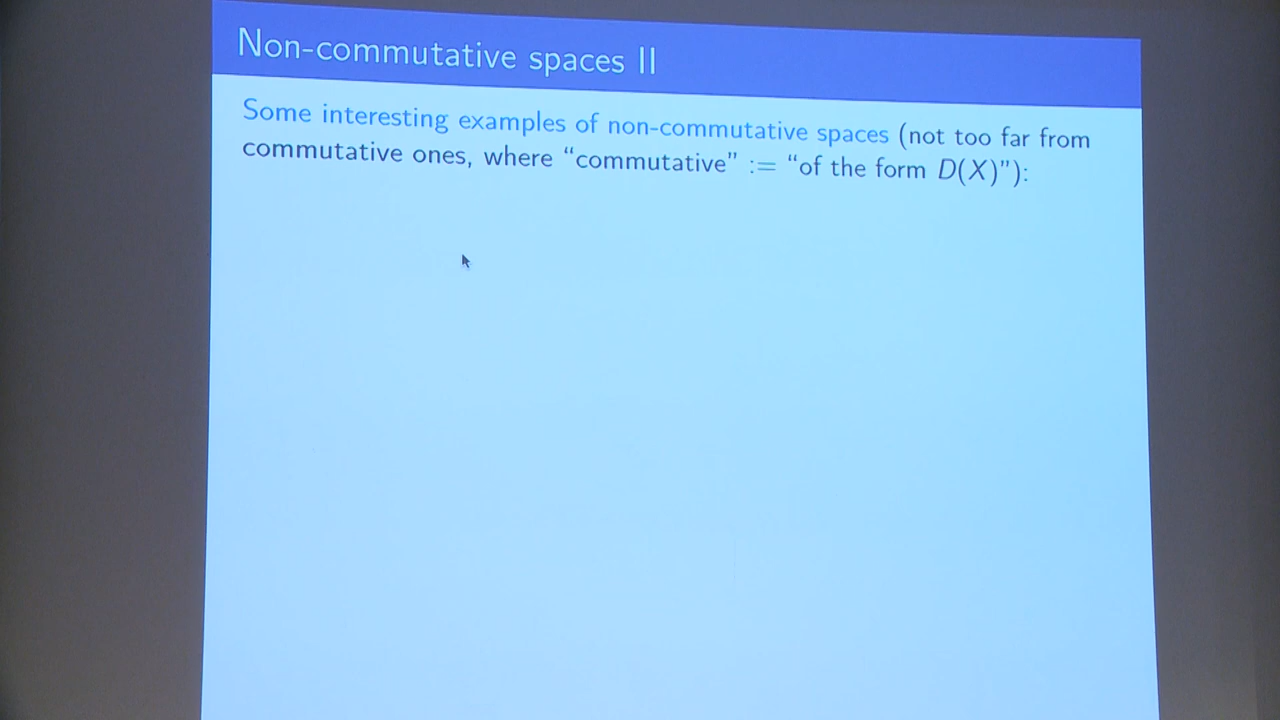 Non-commutative spaces II
Some interesting examples of non-commutative spaces (not too far from
commutative ones, where “commutative” := “of the form D(X)”):